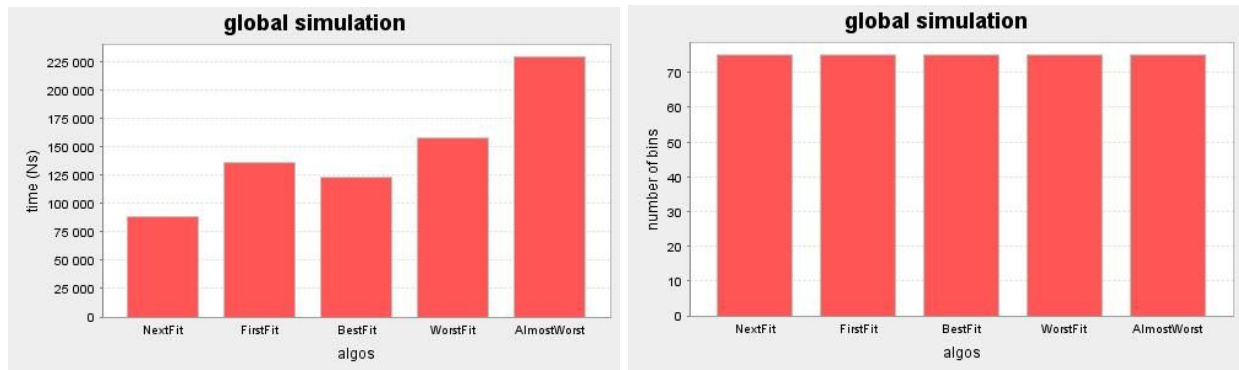 global simulation
time (Ns)
225 000
200 000
175 000
150 000
125 000
100 000
75 000
50 000
25 000
0
NextFit
FirstFit
BestFit
WorstFit
AlmostWorst
algos
global simulation
number of bins
70
60
50
40
30
20
10
0
NextFit
FirstFit
BestFit
WorstFit
AlmostWorst
algos